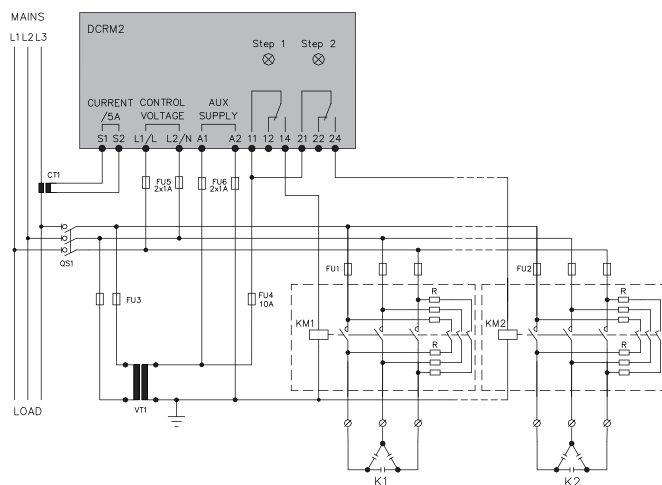 MAINS
L1 L2 L3
DCRM2
Step 1
Step 2
CURRENT
/5A
CONTROL
VOLTAGE
AUX
SUPPLY
S1 S2 L1/L L2/N A1 A2 11 12 14 21 22 24
CT1
FU5
2x1A
FU6
2x1A
QS1
FU3
FU4
10A
FU1
FU2
R
R
KM1
KM2
R
R
VT1
LOAD
K1
K2